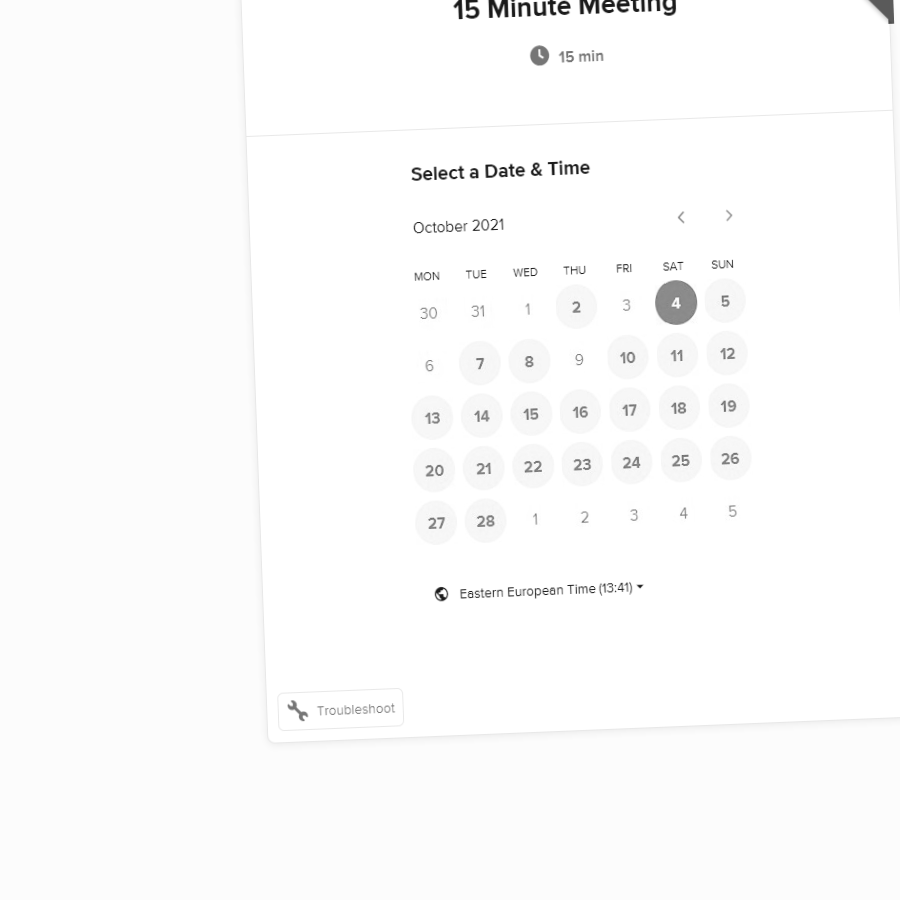 15 Minute Meeting
15 min
Select a Date & Time
October 2021
MON TUE WED THU FRI SAT SUN
30 31 1 2 3 4 5
6 7 8 9 10 11 12
13 14 15 16 17 18 19
20 21 22 23 24 25 26
27 28 1 2 3 4 5
Eastern European Time (13:41)
Troubleshoot